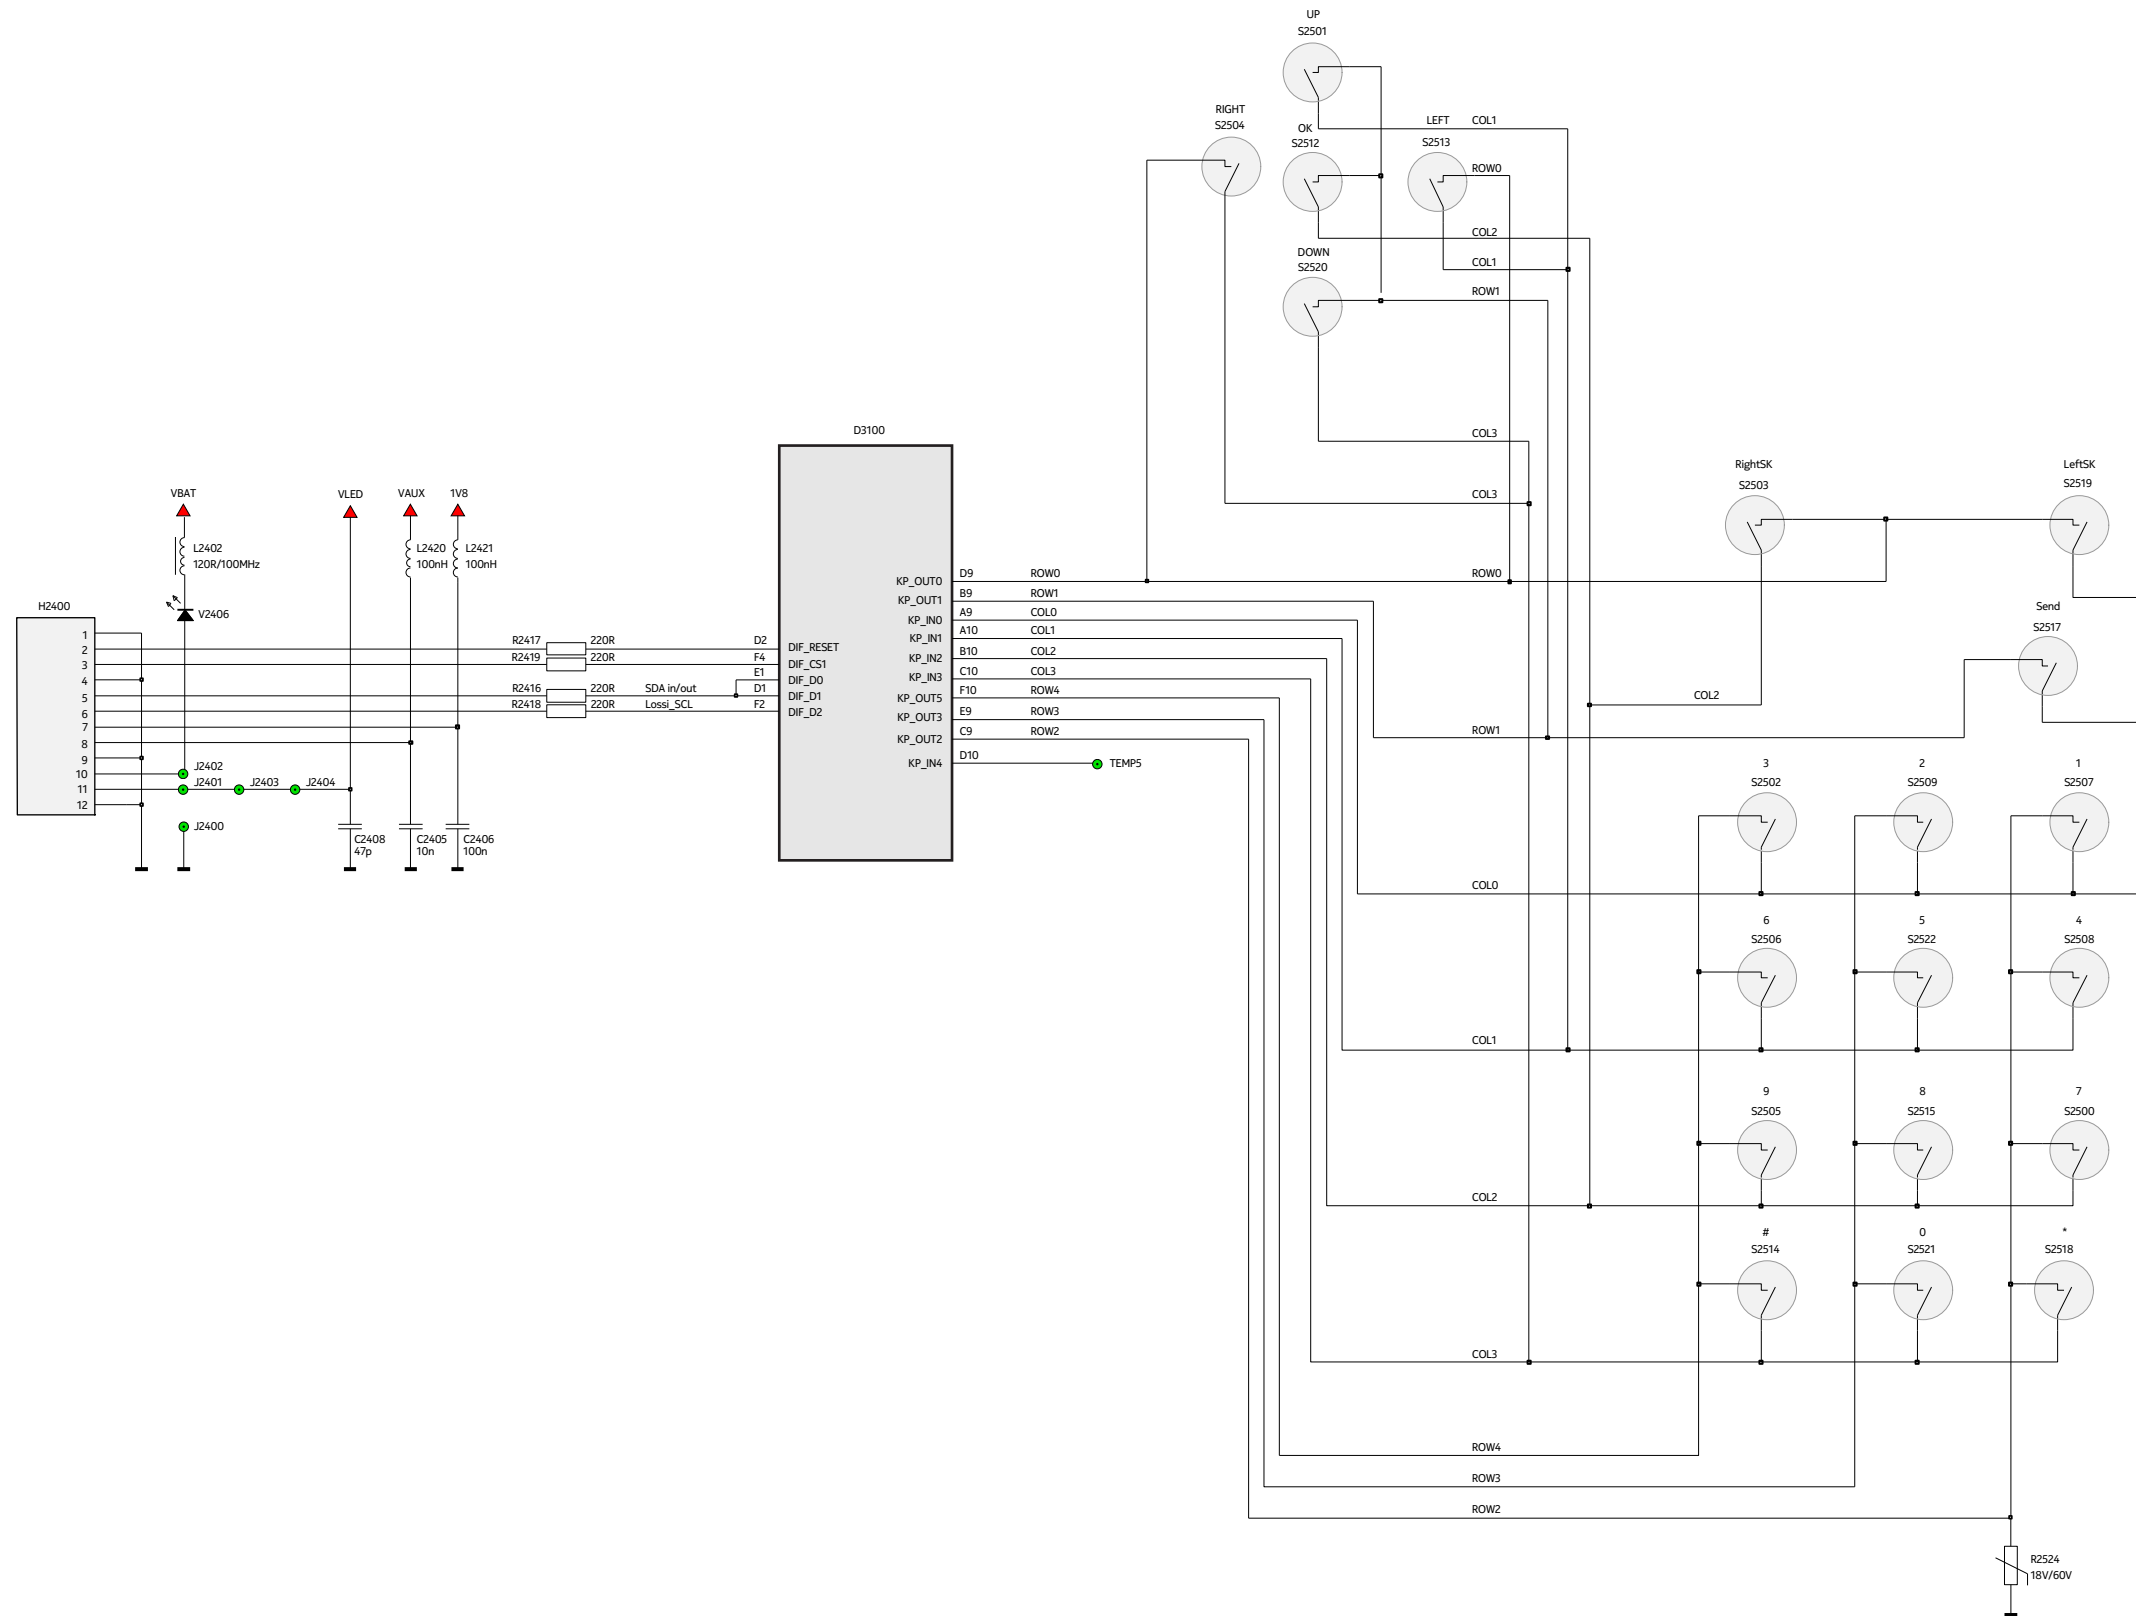 UP
S2501
RIGHT
S2504
OK
S2512
LEFT
S2513
COL1
ROW0
COL2
COL1
DOWN
S2520
ROW1
COL3
COL3
D3100
RightSK
S2503
LeftSK
S2519
VBAT
VLED
VAUX
1V8
L2402
120R/100MHz
L2420
100nH
L2421
100nH
V2406
H2400
1
2
3
4
5
6
7
8
9
10
11
12
J2402
J2401
J2403
J2404
J2400
C2408
47p
C2405
10n
C2406
100n
R2417 220R
R2419 220R
R2416 220R SDA in/out
R2418 220R Lossi_SCL
D2
F4
E1
D1
F2
DIF_RESET
DIF_CS1
DIF_D0
DIF_D1
DIF_D2
KP_OUT0 D9 ROW0
KP_OUT1 B9 ROW1
KP_IN0 A9 COL0
KP_IN1 A10 COL1
KP_IN2 B10 COL2
KP_IN3 C10 COL3
KP_OUT5 F10 ROW4
KP_OUT3 E9 ROW3
KP_OUT2 C9 ROW2
KP_IN4 D10 TEMP5
ROW0
Send
S2517
COL2
ROW1
3
S2502
2
S2509
1
S2507
COL0
6
S2506
5
S2522
4
S2508
COL1
9
S2505
8
S2515
7
S2500
COL2
#
S2514
0
S2521
*
S2518
COL3
ROW4
ROW3
ROW2
R2524
18V/60V